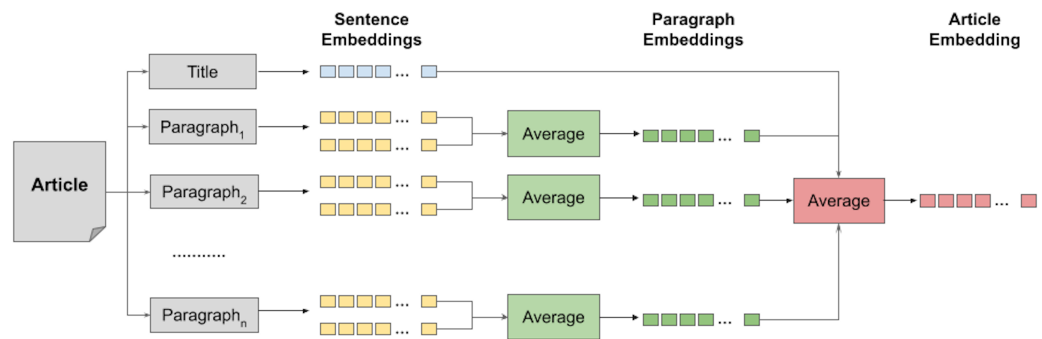 Sentence
Embeddings
Paragraph
Embeddings
Article
Embedding
Title
...
Paragraph1
...
...
Average
...
Article
Paragraph2
...
...
Average
...
Average
...
...........
Paragraphn
...
...
Average
...